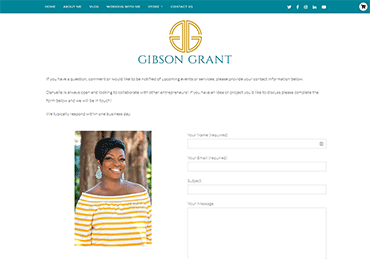 HOME
ABOUT ME
BLOG
WORKING WITH ME
STORE
CONTACT US
GIBSON GRANT
If you have a question, comment or would like to be notified of upcoming events or services, please provide your contact information below.
Danyelle is always open and looking to collaborate with other entrepreneurs! If you have an idea or project you'd like to discuss please complete the
form below and we will be in touch!
We typically respond within one business day.
Your Name (required)
Your Email (required)
Subject
Your Message